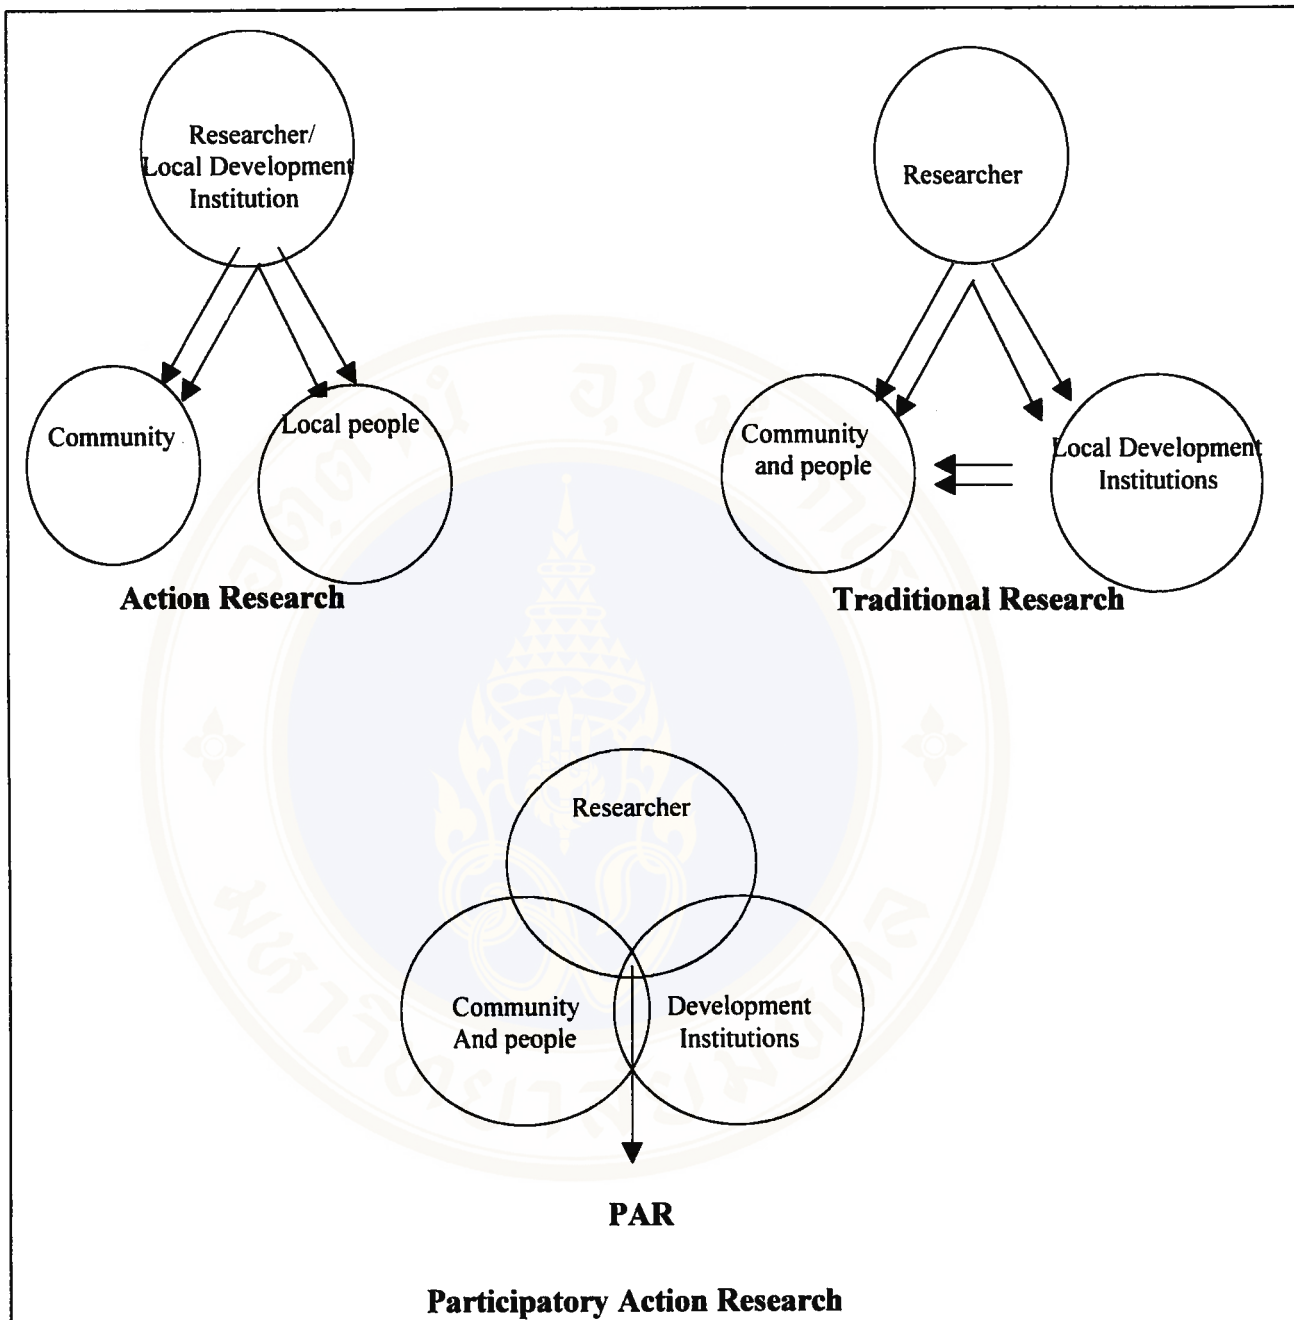 Researcher/
Local Development
Institution
Community
Local people
Action Research
Researcher
Community
and people
Local Development
Institutions
Traditional Research
Researcher
Community
And people
Development
Institutions
PAR
Participatory Action Research